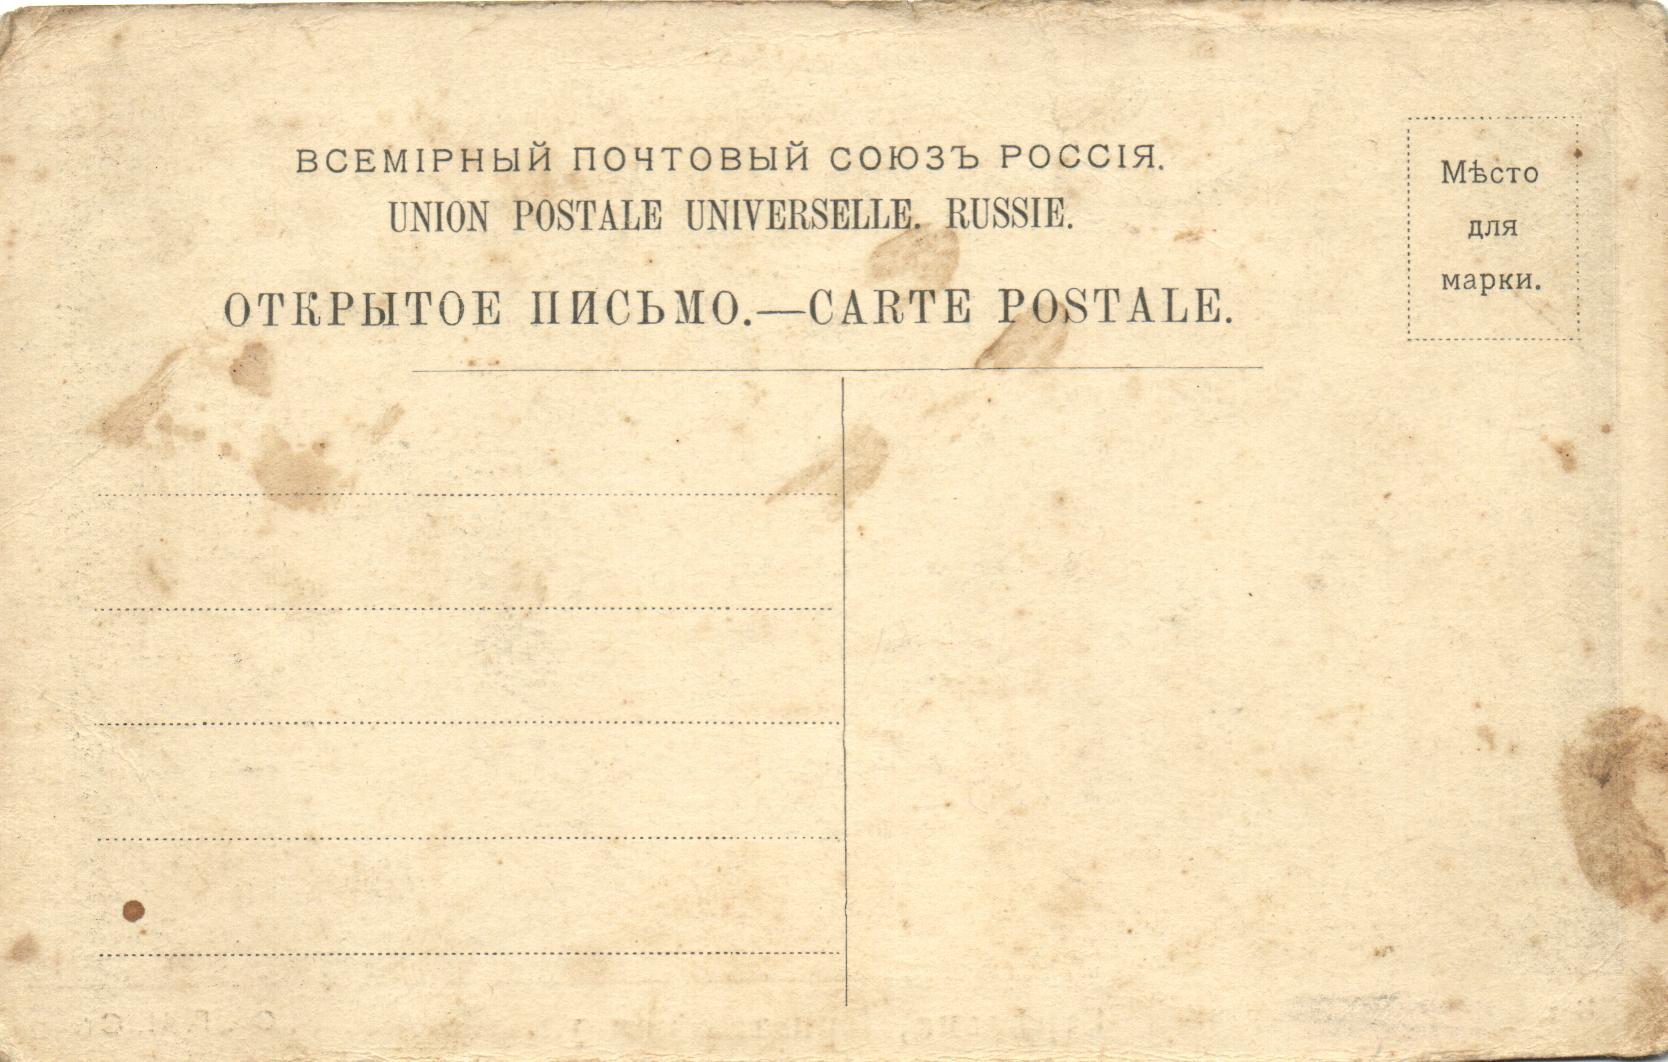 ВСЕМІРНЫЙ ПОЧТОВЫЙ СОЮЗЪ РОССІЯ.
UNION POSTALE UNIVERSELLE. RUSSIE.
ОТКРЫТОЕ ПИСЬМО.—CARTE POSTALE.
Мѣсто
для
марки.